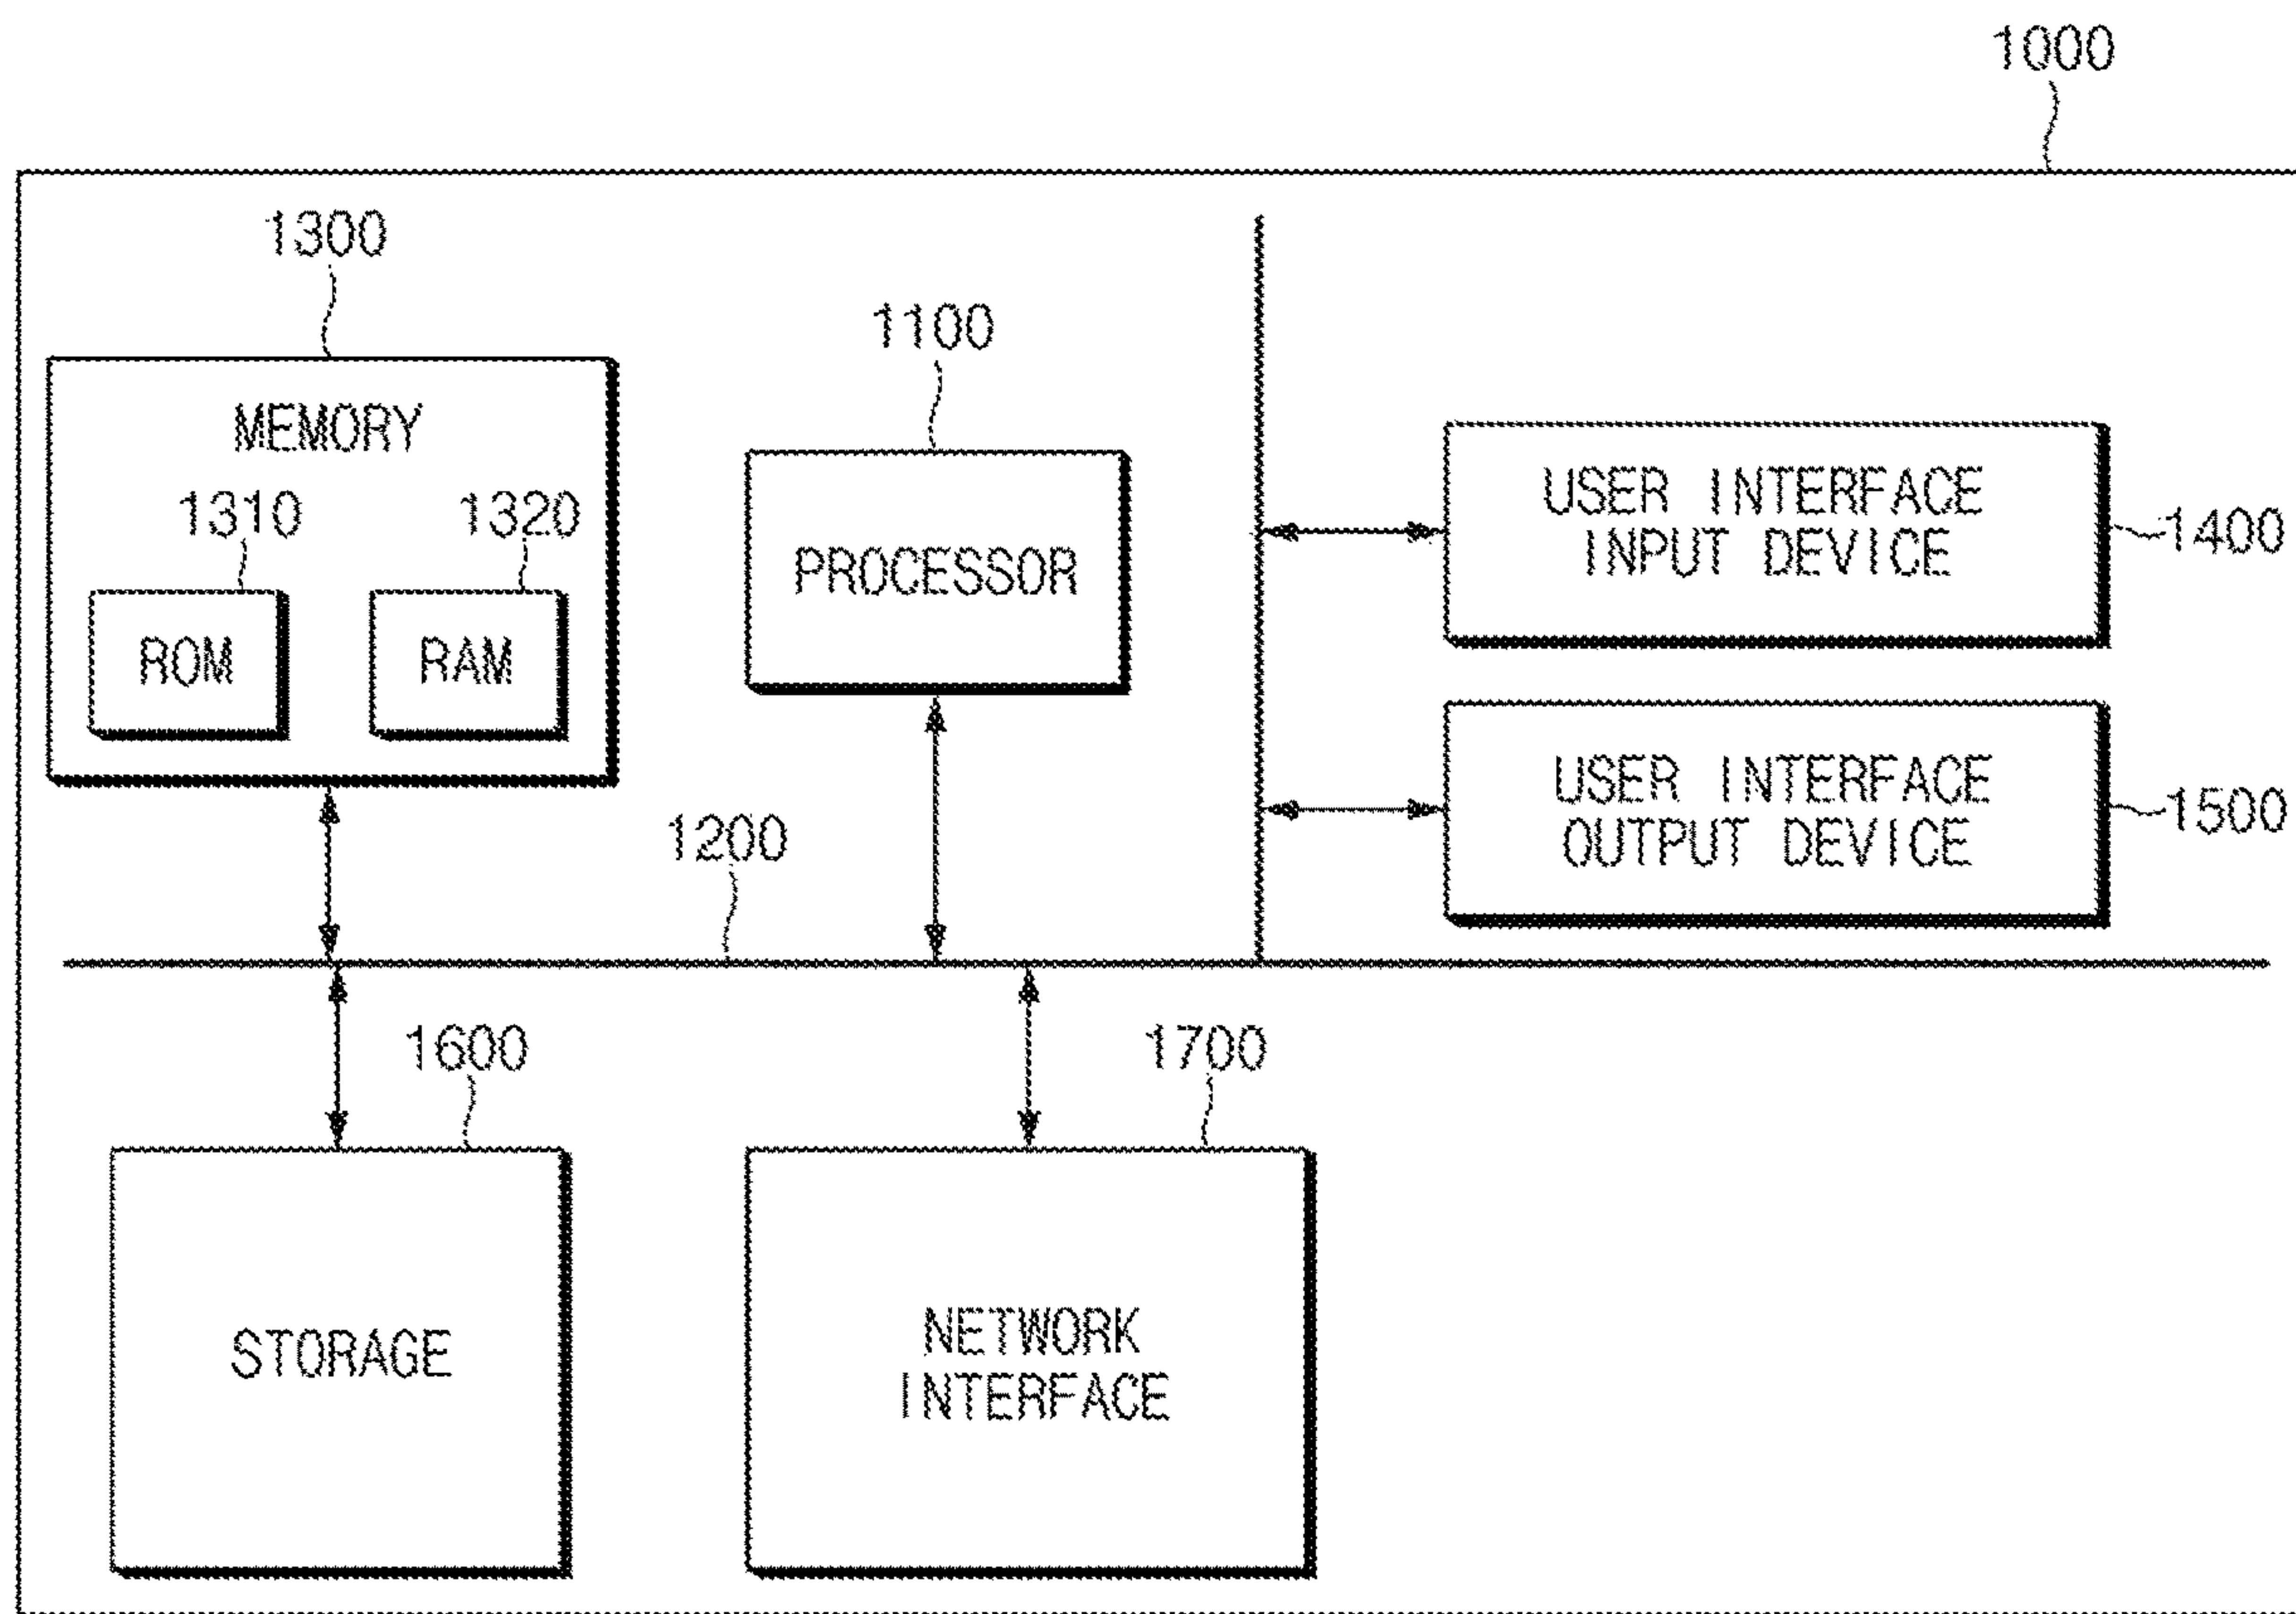 1000
1300
1100
MEMORY
1310
1320
ROM
RAM
PROCESSOR
USER INTERFACE
INPUT DEVICE
1400
USER INTERFACE
OUTPUT DEVICE
1500
1200
1600
1700
STORAGE
NETWORK
INTERFACE